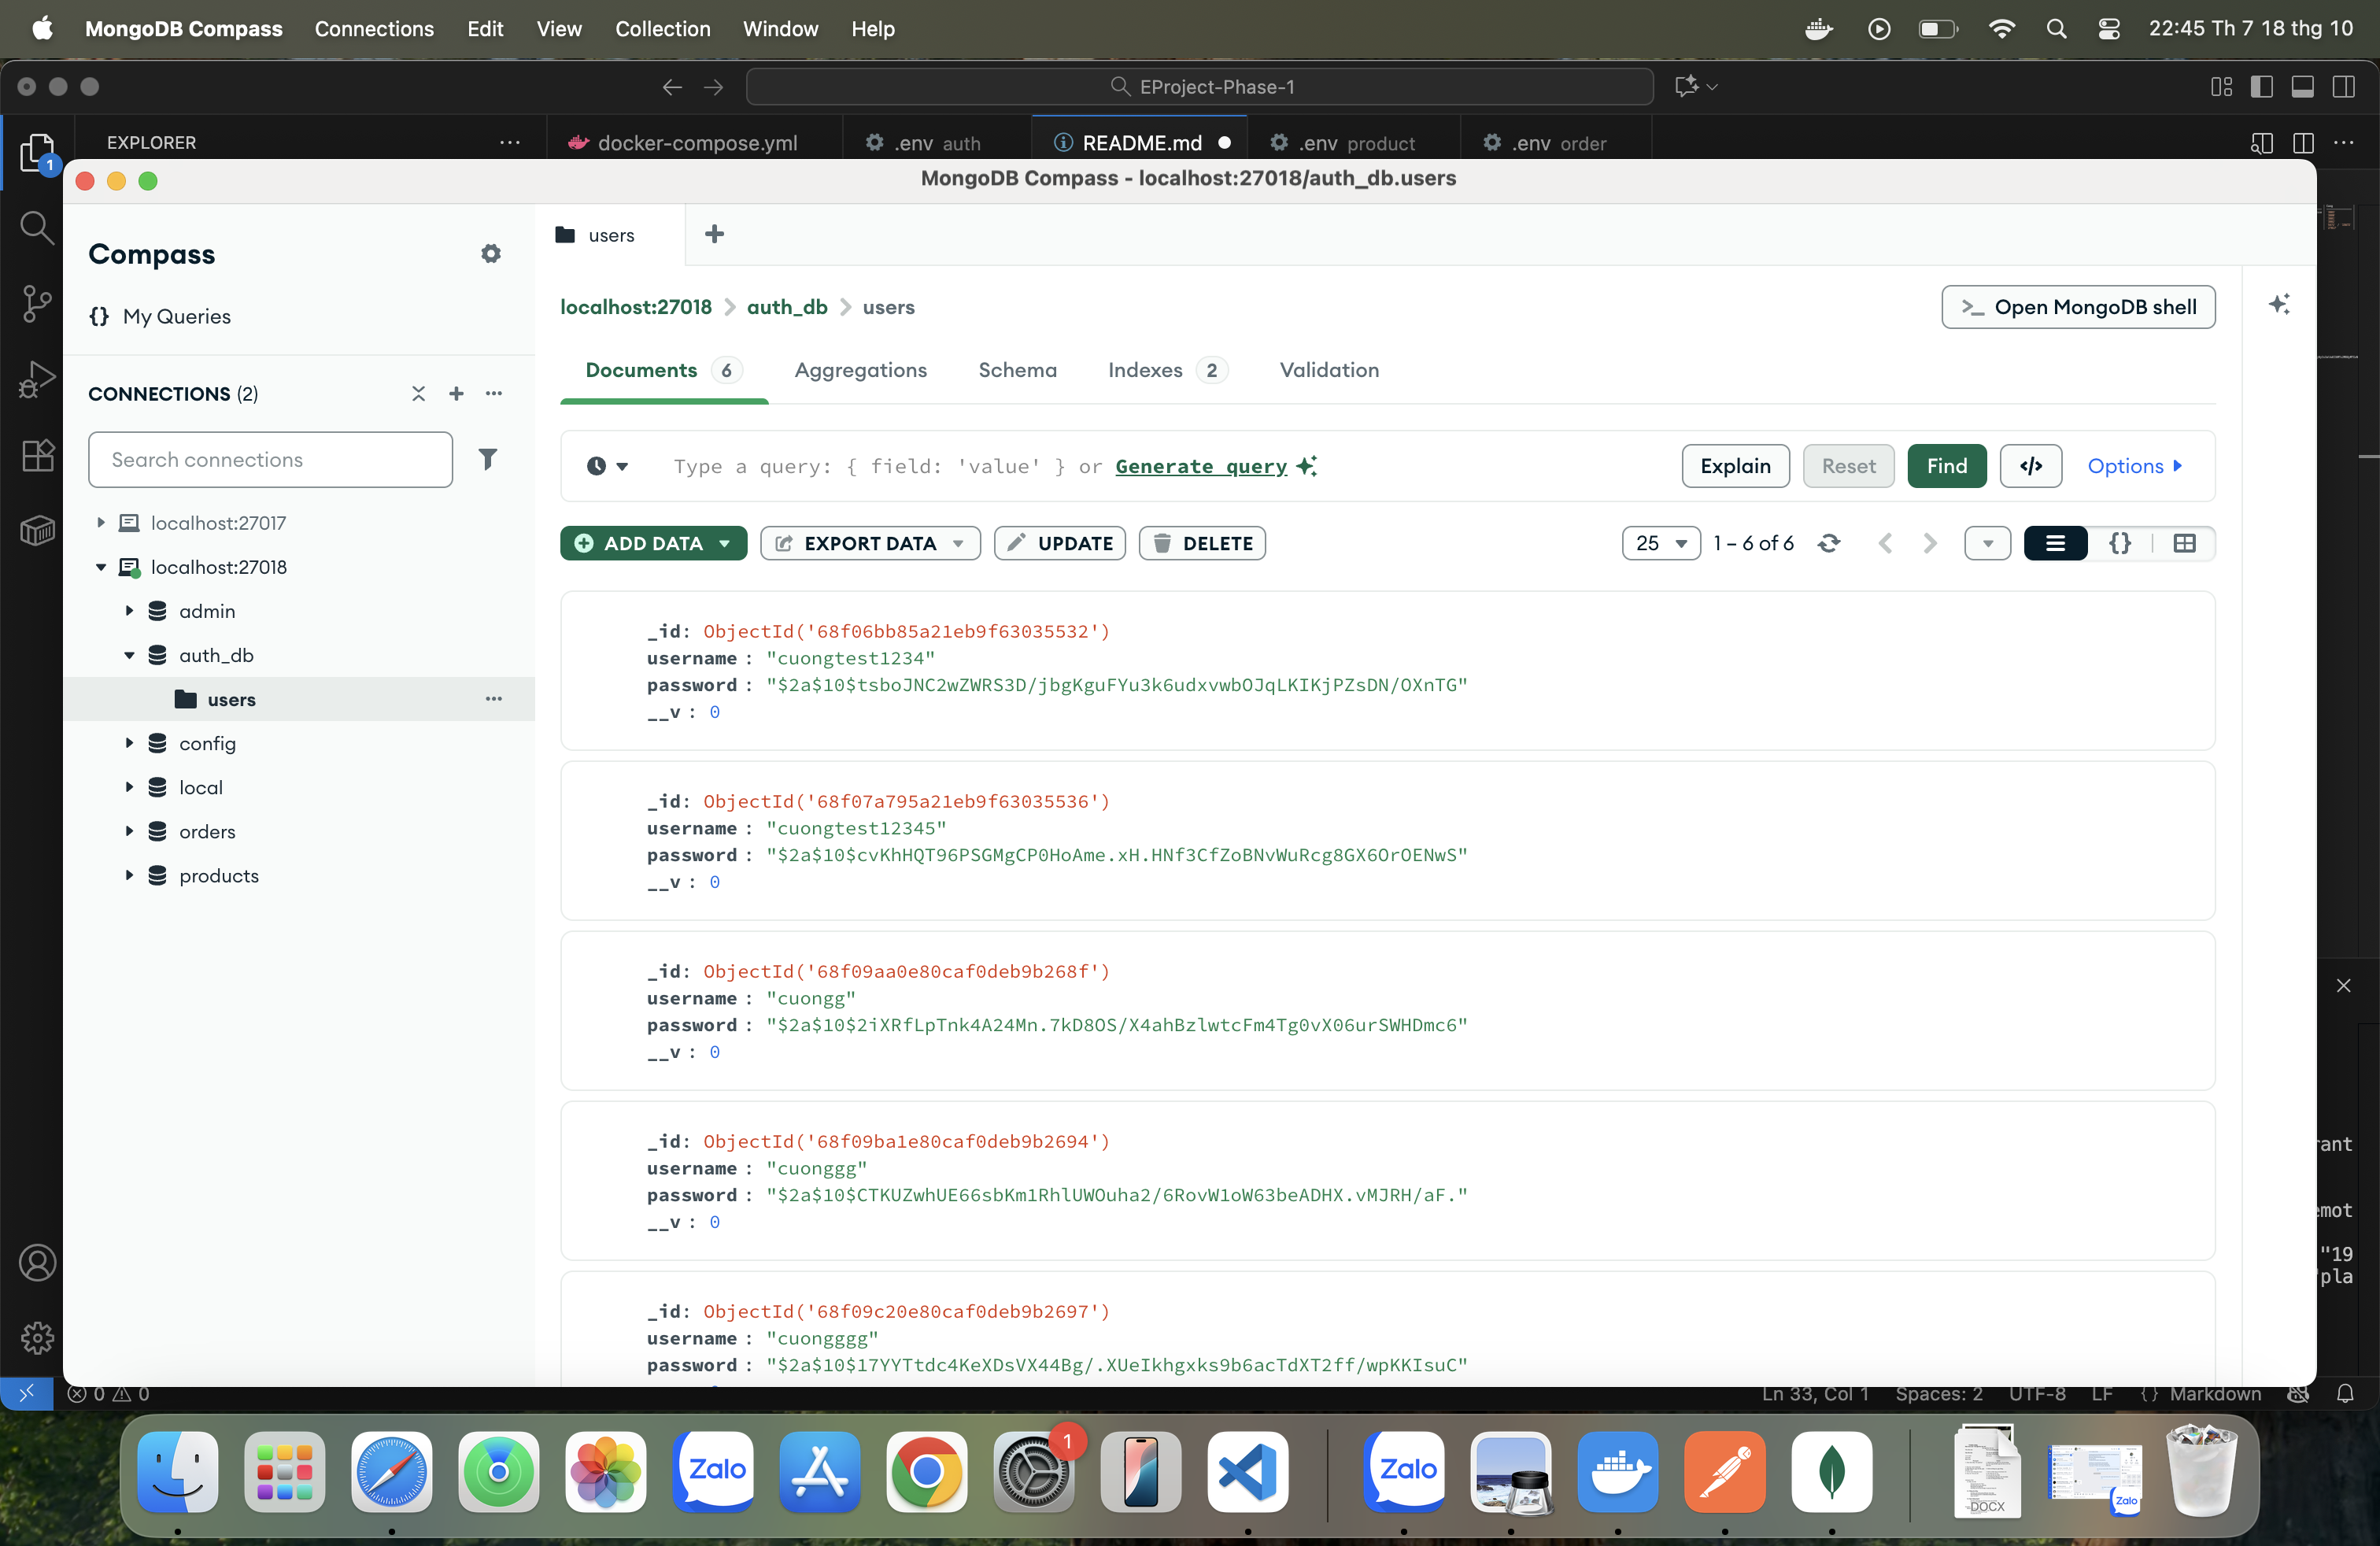 MongoDB Compass Connections Edit View Collection Window Help 22:45 Th 7 18 thg 10
EProject-Phase-1
EXPLORER
docker-compose.yml
.env auth
README.md
.env product
.env order
1
MongoDB Compass - localhost:27018/auth_db.users
Compass
My Queries
CONNECTIONS (2)
Search connections
localhost:27017
localhost:27018
admin
auth_db
users
config
local
orders
products
users
localhost:27018 > auth_db > users
Open MongoDB shell
Documents 6 Aggregations Schema Indexes 2 Validation
Type a query: { field: 'value' } or Generate query
Explain Reset Find </> Options
ADD DATA EXPORT DATA UPDATE DELETE
25 1 – 6 of 6
_id: ObjectId('68f06bb85a21eb9f63035532')
username : "cuongtest1234"
password : "$2a$10$tsboJNC2wZWRS3D/jbgKguFYu3k6udxvwbOJqLKIKjPZsDN/OXnTG"
__v : 0
_id: ObjectId('68f07a795a21eb9f63035536')
username : "cuongtest12345"
password : "$2a$10$cvKhHQT96PSGMgCP0HoAme.xH.HNf3CfZoBNvWuRcg8GX6OrOENwS"
__v : 0
_id: ObjectId('68f09aa0e80caf0deb9b268f')
username : "cuongg"
password : "$2a$10$2iXRfLpTnk4A24Mn.7kD8OS/X4ahBzlwtcFm4Tg0vX06urSWHDmc6"
__v : 0
_id: ObjectId('68f09ba1e80caf0deb9b2694')
username : "cuonggg"
password : "$2a$10$CTKUZwhUE66sbKm1RhlUWOuha2/6RovW1oW63beADHX.vMJRH/aF."
__v : 0
_id: ObjectId('68f09c20e80caf0deb9b2697')
username : "cuongggg"
password : "$2a$10$17YYTtdc4KeXDsVX44Bg/.XUeIkhgxks9b6acTdXT2ff/wpKKIsuC"
rant
emot
"19
pla
0 0
Ln 33, Col 1 Spaces: 2 UTF-8 LF {} Markdown
Zalo
1
Zalo
DOCX
Zalo